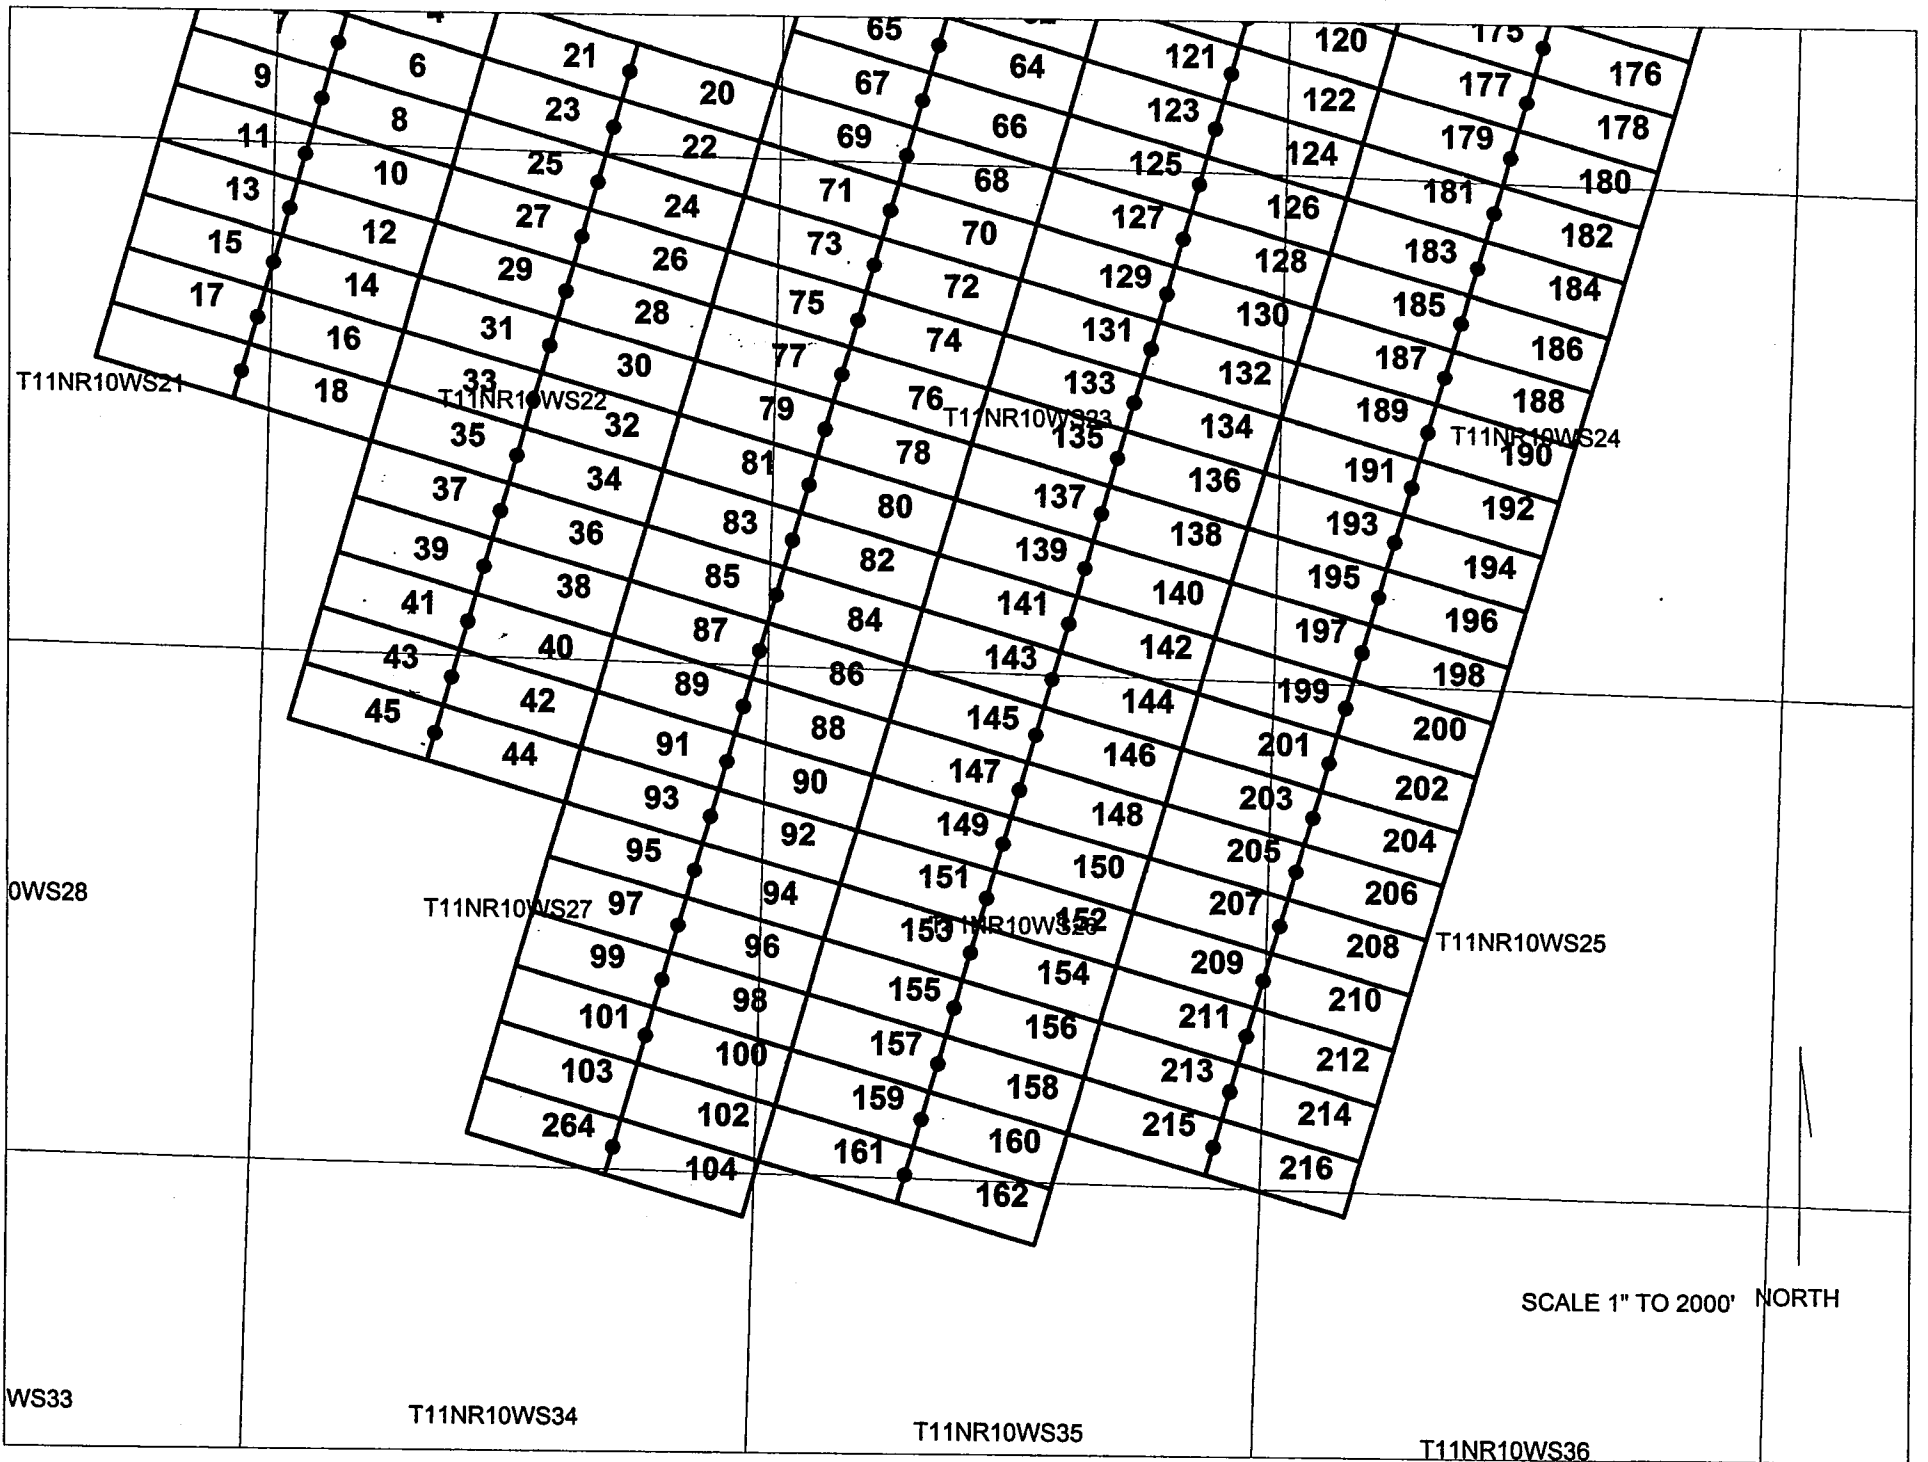 7 4 65 62 121 120 175
9 6 21 20 67 64 123 122 177 176
11 8 23 22 69 66 125 124 179 178
13 10 25 24 71 68 127 126 181 180
15 12 27 26 73 70 129 128 183 182
17 14 29 28 75 72 131 130 185 184
16 31 30 77 74 133 132 187 186
18 33 32 79 76 135 134 189 188
T11NR10WS21 T11NR10WS22 T11NR10WS23 T11NR10WS24
35 34 81 78 137 136 191 190
37 36 83 80 139 138 193 192
39 38 85 82 141 140 195 194
41 40 87 84 143 142 197 196
43 42 89 86 145 144 199 198
45 44 91 88 147 146 201 200
93 90 149 148 203 202
95 92 151 150 205 204
97 94 153 152 207 206
0WS28 T11NR10WS27 T11NR10WS26 T11NR10WS25
99 96 155 154 209 208
101 98 157 156 211 210
103 100 159 158 213 212
264 102 161 160 215 214
104 162 216
SCALE 1" TO 2000' NORTH
WS33 T11NR10WS34 T11NR10WS35 T11NR10WS36